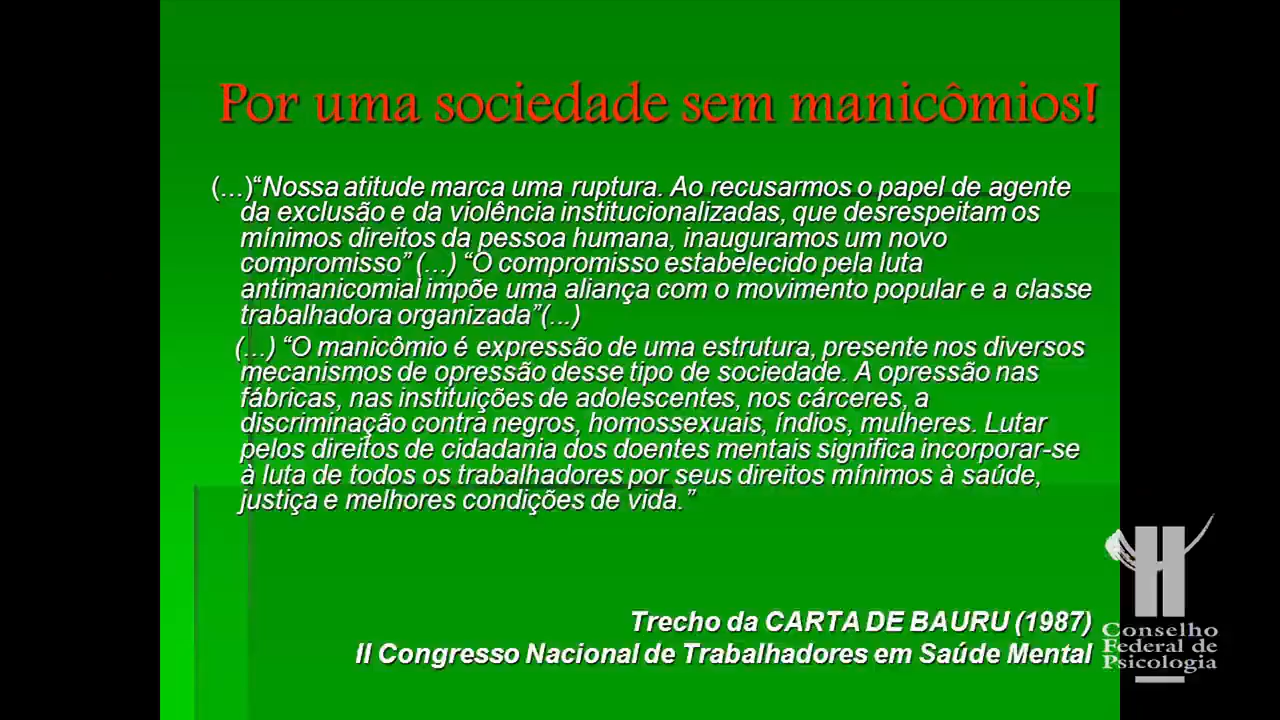 Por uma sociedade sem manicômios!
(...)“Nossa atitude marca uma ruptura. Ao recusarmos o papel de agente
da exclusão e da violência institucionalizadas, que desrespeitam os
mínimos direitos da pessoa humana, inauguramos um novo
compromisso” (...) “O compromisso estabelecido pela luta
antimanicomial impõe uma aliança com o movimento popular e a classe
trabalhadora organizada”(...)
(...) “O manicômio é expressão de uma estrutura, presente nos diversos
mecanismos de opressão desse tipo de sociedade. A opressão nas
fábricas, nas instituições de adolescentes, nos cárceres, a
discriminação contra negros, homossexuais, índios, mulheres. Lutar
pelos direitos de cidadania dos doentes mentais significa incorporar-se
à luta de todos os trabalhadores por seus direitos mínimos à saúde,
justiça e melhores condições de vida.”
Trecho da CARTA DE BAURU (1987)
II Congresso Nacional de Trabalhadores em Saúde Mental
Conselho
Federal de
Psicologia